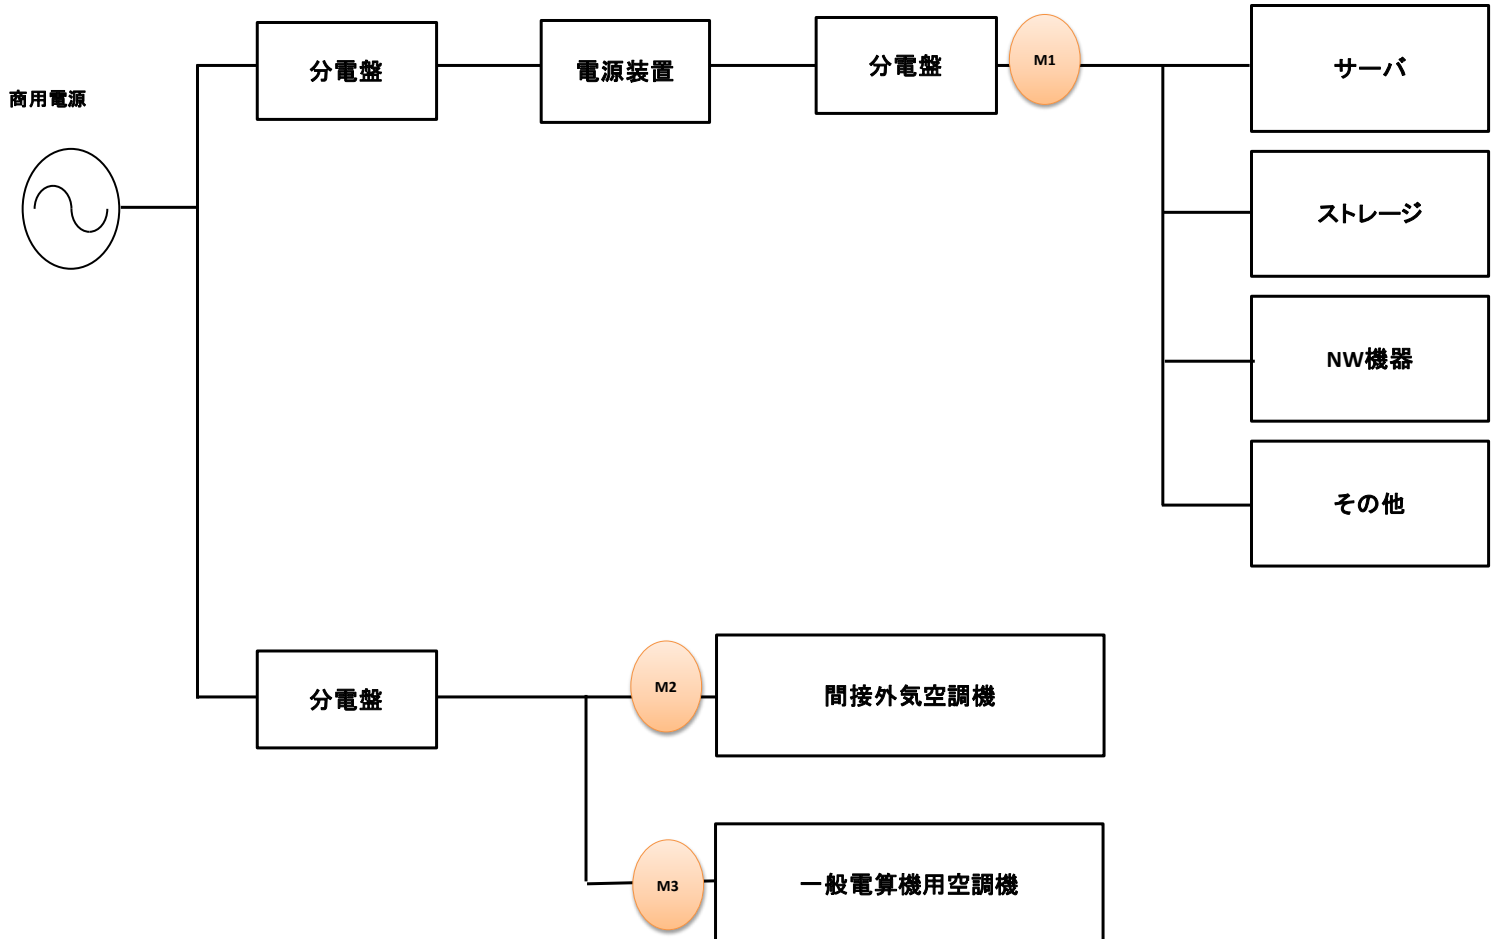 商用電源
分電盤
電源装置
分電盤
M1
サーバ
ストレージ
NW機器
その他
分電盤
M2
間接外気空調機
M3
一般電算機用空調機